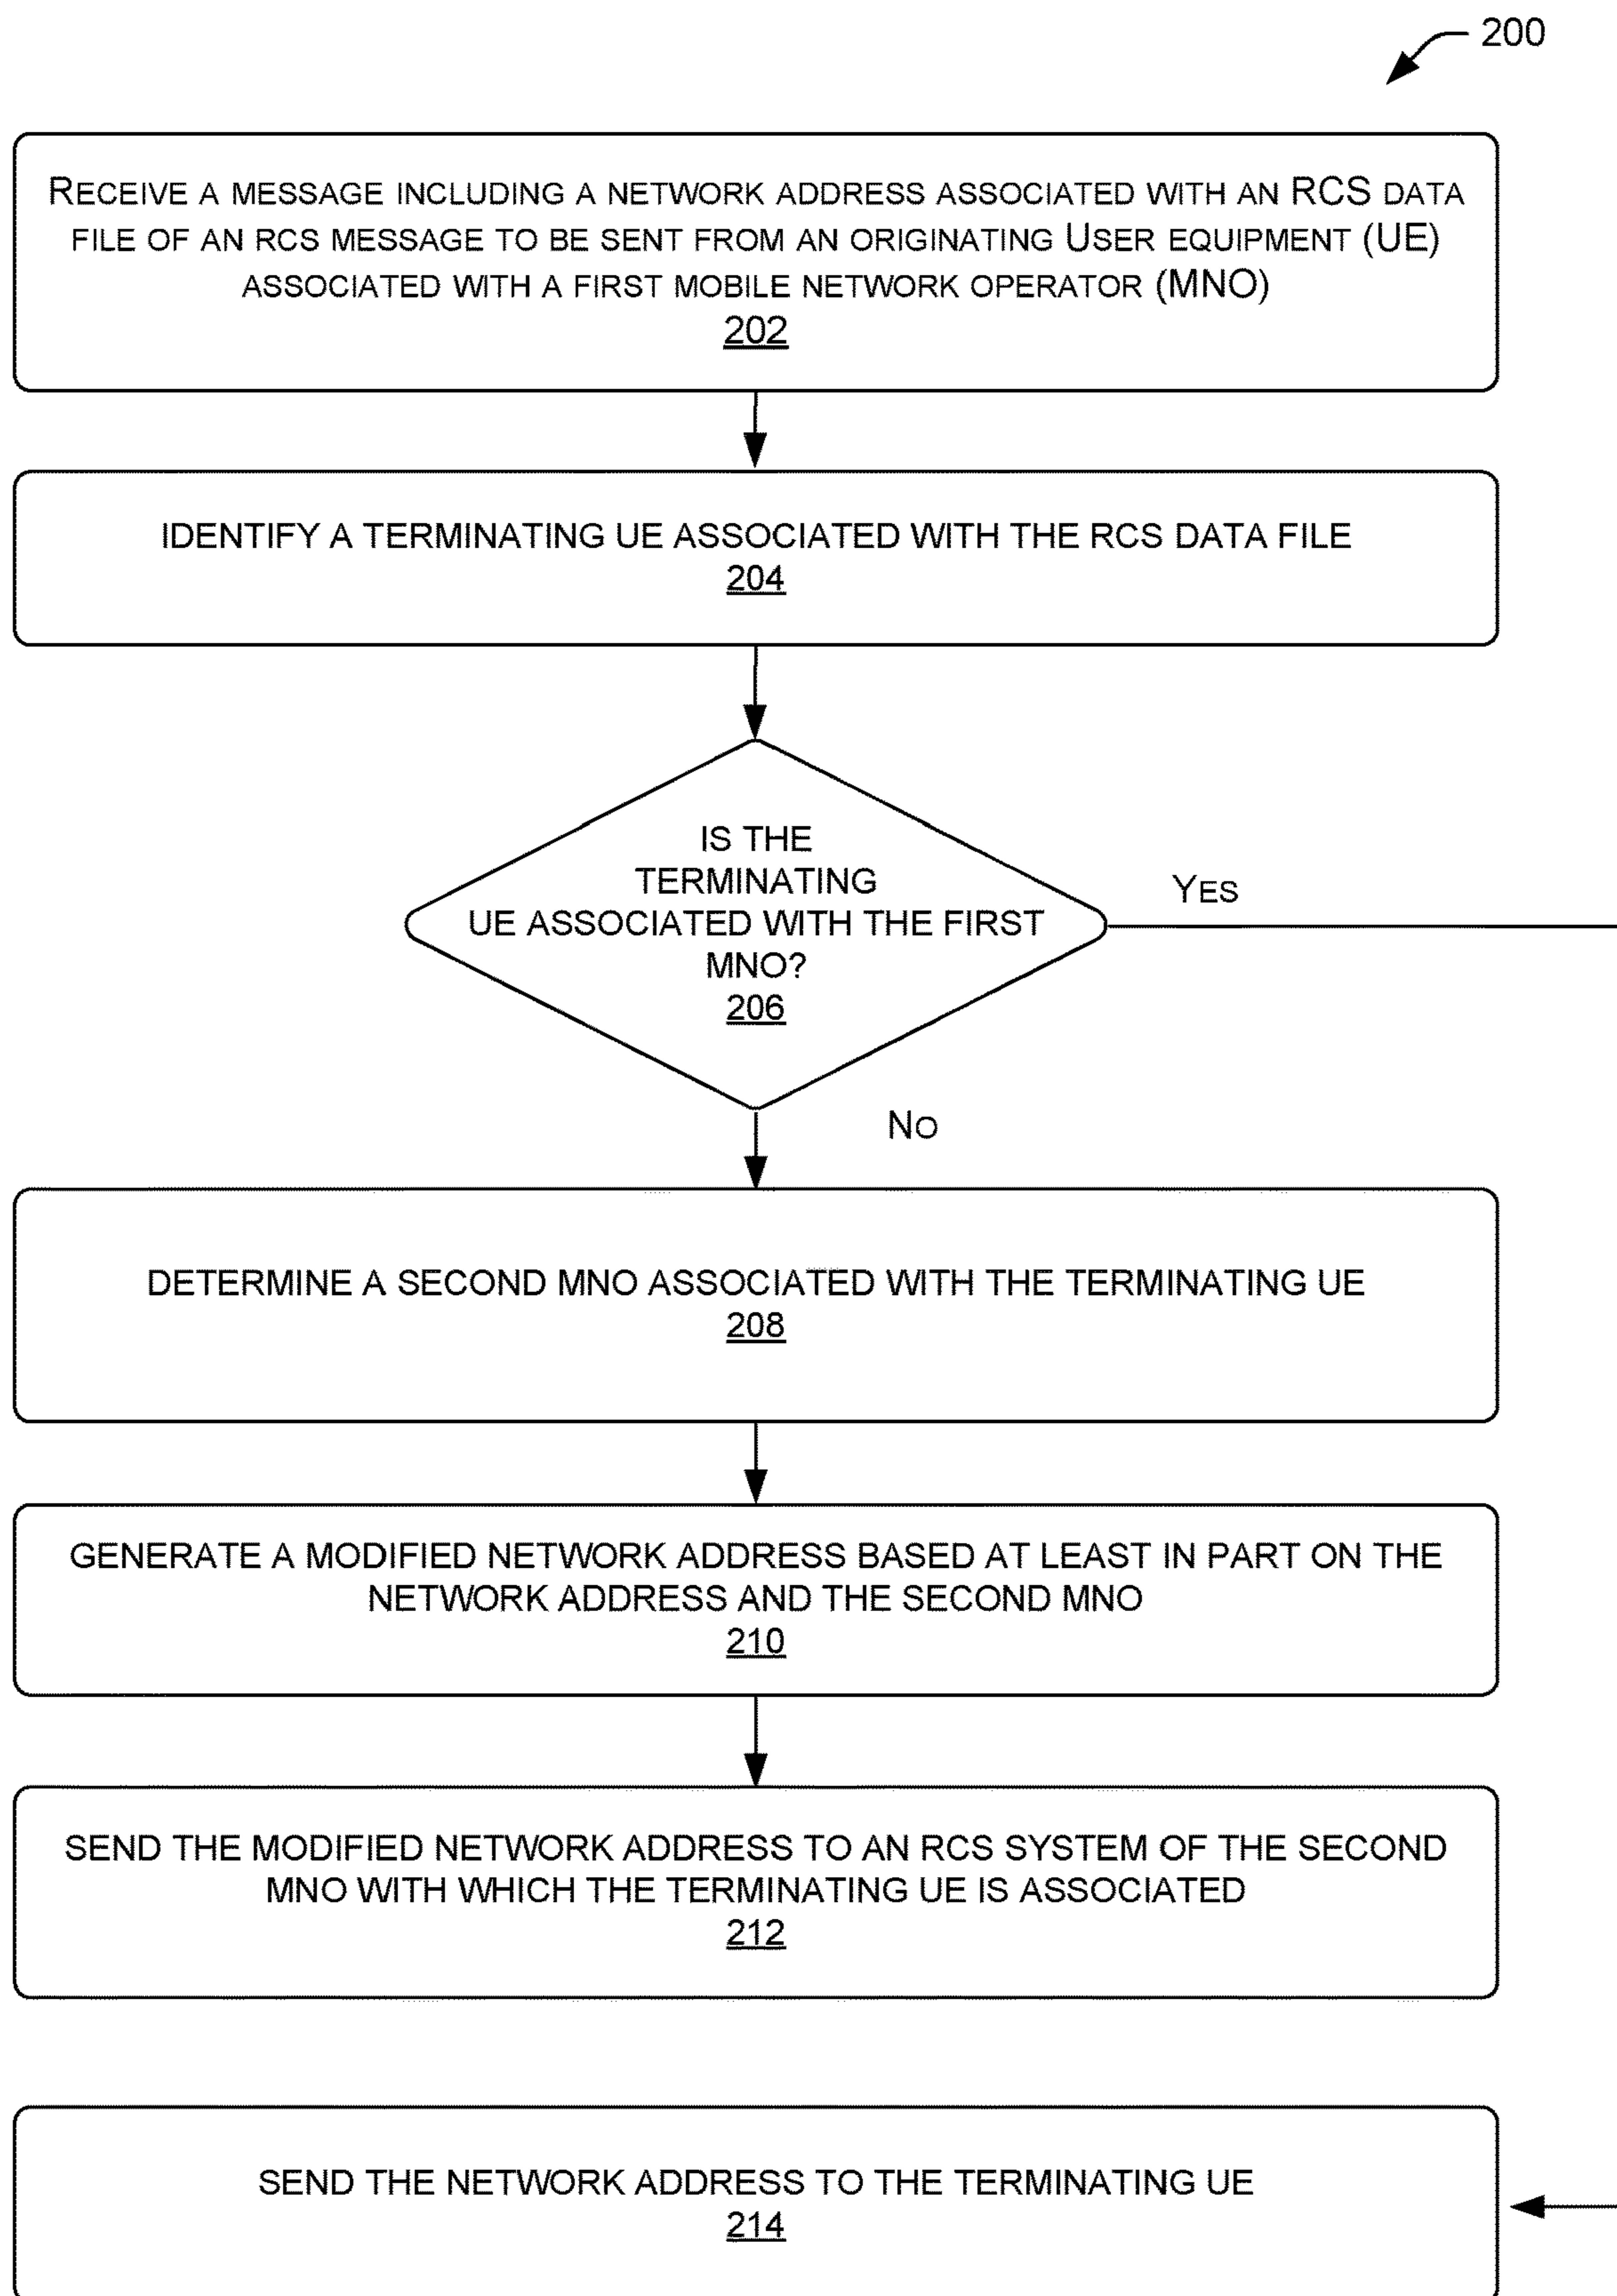 200
RECEIVE A MESSAGE INCLUDING A NETWORK ADDRESS ASSOCIATED WITH AN RCS DATA
FILE OF AN RCS MESSAGE TO BE SENT FROM AN ORIGINATING USER EQUIPMENT (UE)
ASSOCIATED WITH A FIRST MOBILE NETWORK OPERATOR (MNO)
202
IDENTIFY A TERMINATING UE ASSOCIATED WITH THE RCS DATA FILE
204
IS THE
TERMINATING
UE ASSOCIATED WITH THE FIRST
MNO?
206
YES
NO
DETERMINE A SECOND MNO ASSOCIATED WITH THE TERMINATING UE
208
GENERATE A MODIFIED NETWORK ADDRESS BASED AT LEAST IN PART ON THE
NETWORK ADDRESS AND THE SECOND MNO
210
SEND THE MODIFIED NETWORK ADDRESS TO AN RCS SYSTEM OF THE SECOND
MNO WITH WHICH THE TERMINATING UE IS ASSOCIATED
212
SEND THE NETWORK ADDRESS TO THE TERMINATING UE
214